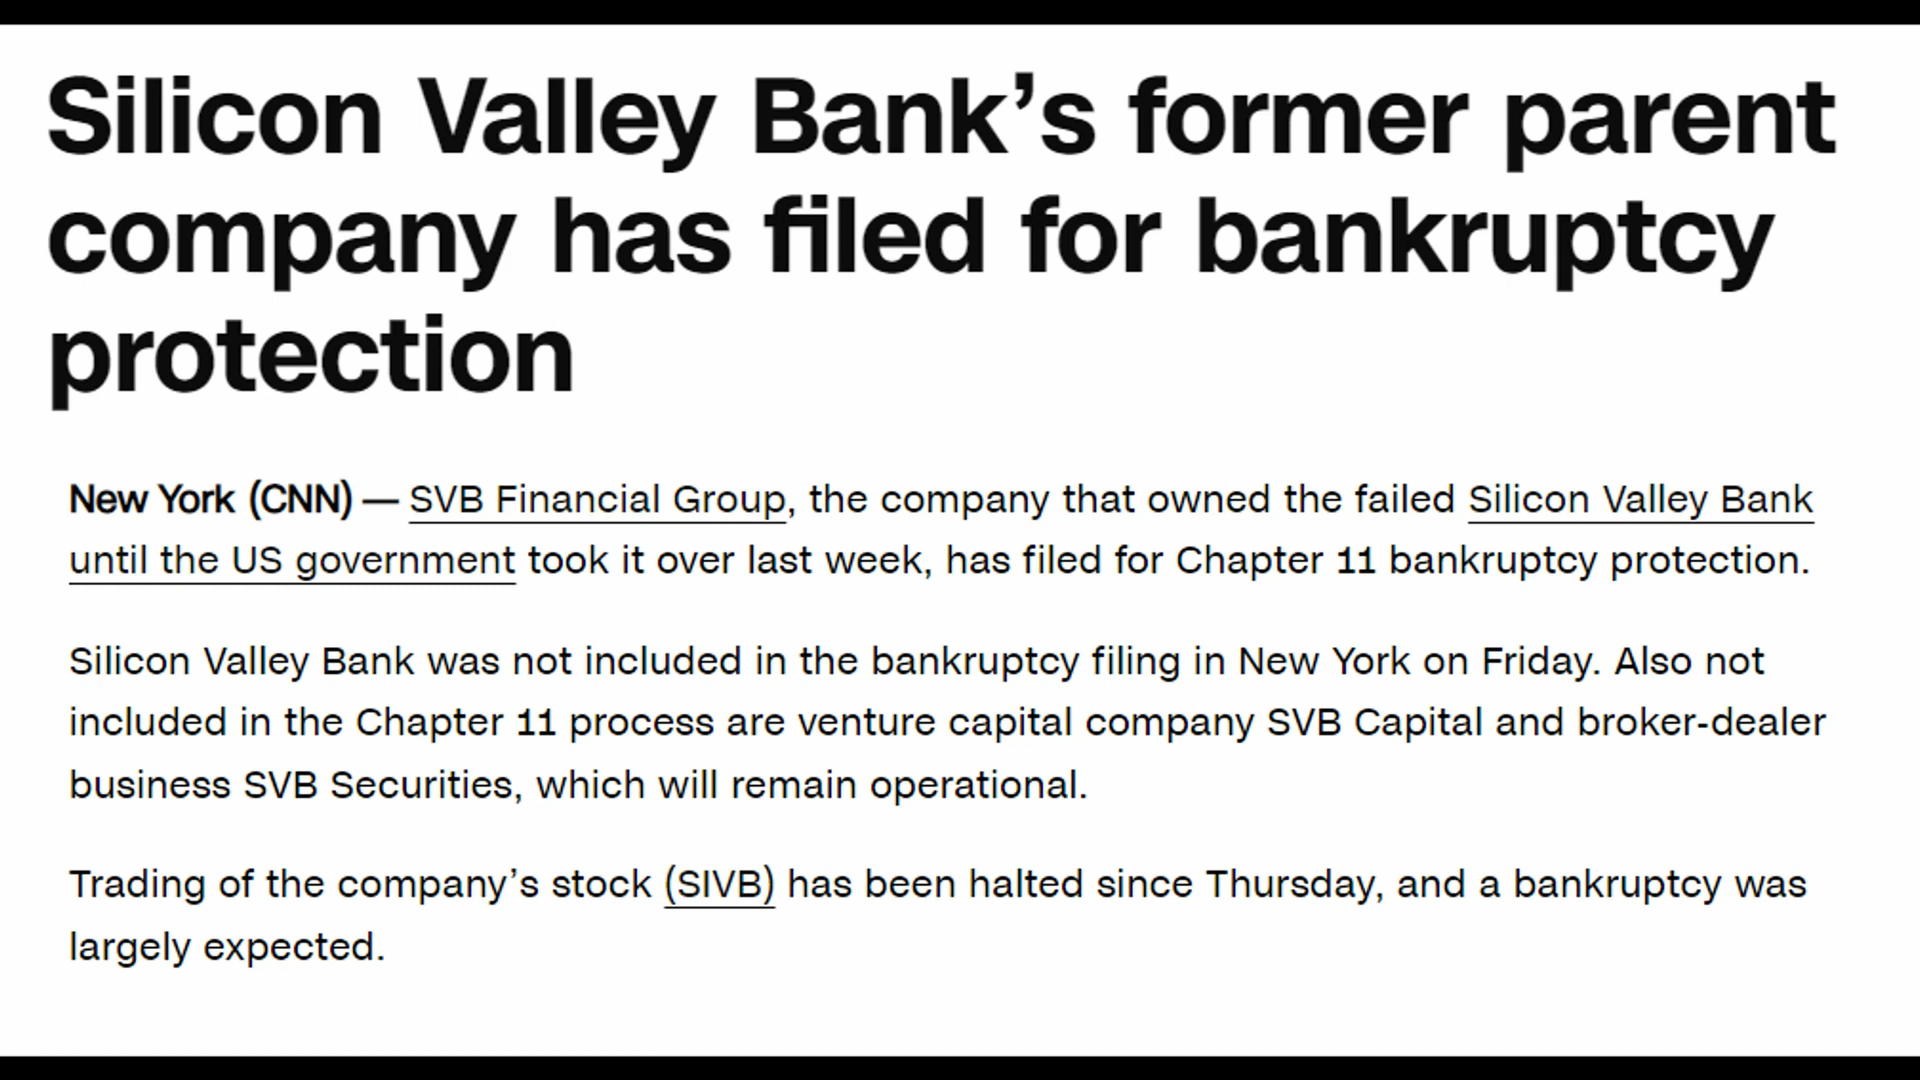 Silicon Valley Bank’s former parent
company has filed for bankruptcy
protection
New York (CNN) — SVB Financial Group, the company that owned the failed Silicon Valley Bank
until the US government took it over last week, has filed for Chapter 11 bankruptcy protection.
Silicon Valley Bank was not included in the bankruptcy filing in New York on Friday. Also not
included in the Chapter 11 process are venture capital company SVB Capital and broker-dealer
business SVB Securities, which will remain operational.
Trading of the company’s stock (SIVB) has been halted since Thursday, and a bankruptcy was
largely expected.